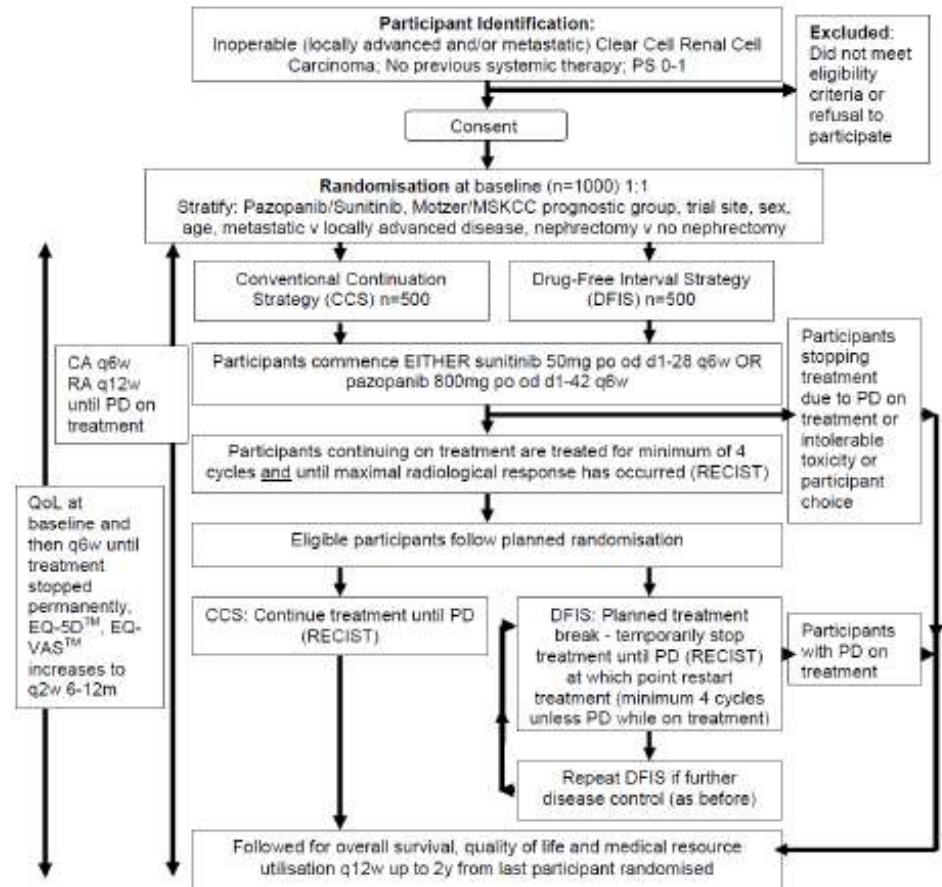 Participant Identification:
Inoperable (locally advanced and/or metastatic) Clear Cell Renal Cell
Carcinoma; No previous systemic therapy; PS 0-1
Excluded:
Did not meet
eligibility
criteria or
refusal to
participate
Consent
Randomisation at baseline (n=1000) 1:1
Stratify: Pazopanib/Sunitinib, Motzer/MSKCC prognostic group, trial site, sex,
age, metastatic v locally advanced disease, nephrectomy v no nephrectomy
Conventional Continuation
Strategy (CCS) n=500
Drug-Free Interval Strategy
(DFIS) n=500
CA q6w
RA q12w
until PD on
treatment
Participants commence EITHER sunitinib 50mg po od d1-28 q6w OR
pazopanib 800mg po od d1-42 q6w
Participants
stopping
treatment
due to PD on
treatment or
intolerable
toxicity or
participant
choice
Participants continuing on treatment are treated for minimum of 4
cycles and until maximal radiological response has occurred (RECIST)
QoL at
baseline and
then q6w until
treatment
stopped
permanently,
EQ-5D™, EQ-
VAS™
increases to
q2w 6-12m
Eligible participants follow planned randomisation
CCS: Continue treatment until PD
(RECIST)
DFIS: Planned treatment
break - temporarily stop
treatment until PD (RECIST)
at which point restart
treatment (minimum 4 cycles
unless PD while on treatment)
Participants
with PD on
treatment
Repeat DFIS if further
disease control (as before)
Followed for overall survival, quality of life and medical resource
utilisation q12w up to 2y from last participant randomised